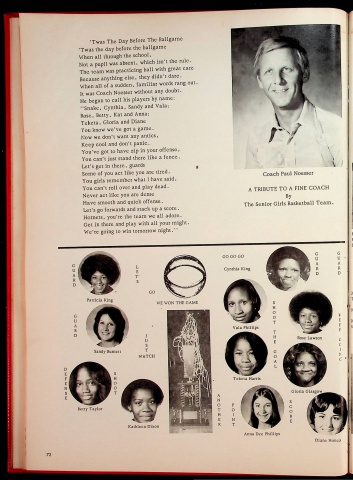 'Twas The Day Before The Ballgame
'Twas the day before the ballgame
When all through the school,
Not a pupil was absent, which isn't the rule.
The team was practicing ball with great care
Because anything else, they didn't dare.
When all of a sudden, familiar words rang out,
It was Coach Noesser without any doubt.
He began to call his players by name:
"Snake, Cynthia, Sandy and Vala;
Rose, Betty, Kat and Anna;
Teketa, Gloria and Diane
You know we've got a game.
Now we don't want any antics,
Keep cool and don't panic.
You've got to have zip in your offense,
You can't just stand there like a fence.
Let's get in there, guards
Some of you act like you are tired.
You girls remember what I have said,
You can't roll over and play dead.
Never act like you are dense
Have smooth and quick offense.
Let's go forwards and stack up a score,
Hornets, you're the team we all adore.
Get in there and play with all your might,
We're going to win tomorrow night."
Coach Paul Noesser
A TRIBUTE TO A FINE COACH
By
The Senior Girls Basketball Team.
GUARD
Patricia King
LET'S
GO
WE WON THE GAME
GO GO GO
Cynthia King
GUARD
GUARD
GUARD
Sandy Romers
JUST
WATCH
Vala Phillips
SHOOT THE GOAL
Rose Lawson
DEFENSE
Betty Taylor
SHOOT
Kathleen Dixon
Teketa Harris
Gloria Glasgow
ANOTHER
POINT
Anna Dee Phillips
SCORE
Diane
72